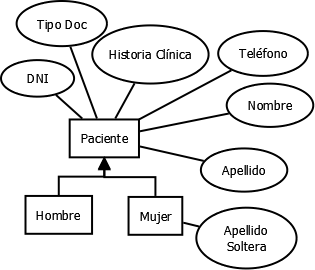 Tipo Doc
Historia Clínica
Teléfono
DNI
Nombre
Paciente
Apellido
Hombre
Mujer
Apellido
Soltera